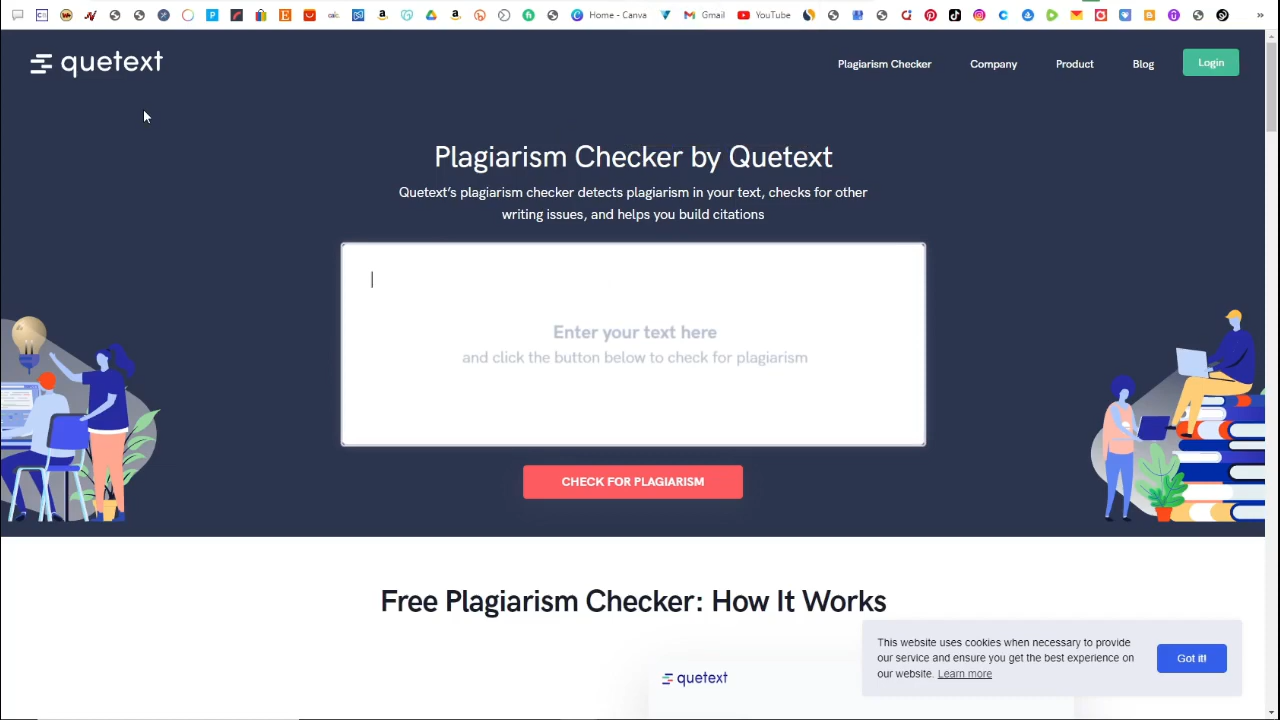 Home - Canva
Gmail
YouTube
quetext
Plagiarism Checker
Company
Product
Blog
Login
Plagiarism Checker by Quetext
Quetext's plagiarism checker detects plagiarism in your text, checks for other
writing issues, and helps you build citations
Enter your text here
and click the button below to check for plagiarism
CHECK FOR PLAGIARISM
Free Plagiarism Checker: How It Works
This website uses cookies when necessary to provide
our service and ensure you get the best experience on
our website. Learn more
Got it!
quetext